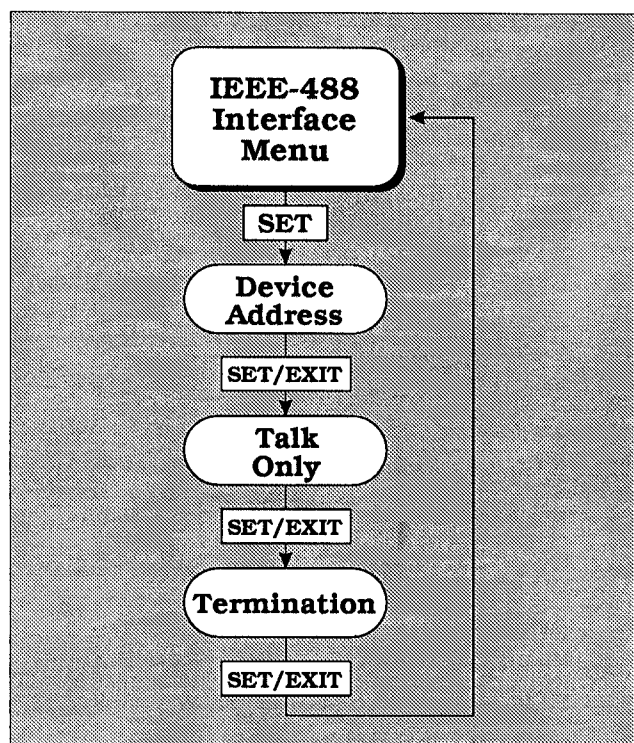 IEEE-488
Interface
Menu
SET
Device
Address
SET/EXIT
Talk
Only
SET/EXIT
Termination
SET/EXIT